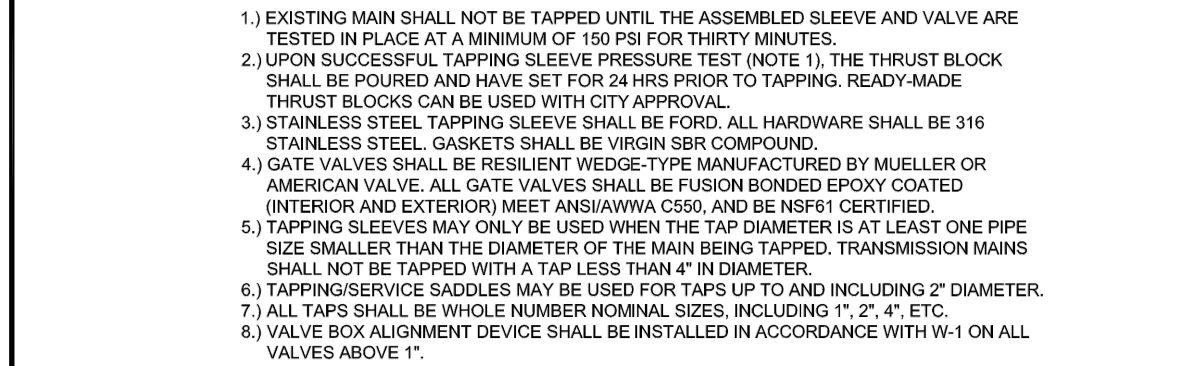 1.) EXISTING MAIN SHALL NOT BE TAPPED UNTIL THE ASSEMBLED SLEEVE AND VALVE ARE
TESTED IN PLACE AT A MINIMUM OF 150 PSI FOR THIRTY MINUTES.
2.) UPON SUCCESSFUL TAPPING SLEEVE PRESSURE TEST (NOTE 1), THE THRUST BLOCK
SHALL BE POURED AND HAVE SET FOR 24 HRS PRIOR TO TAPPING. READY-MADE
THRUST BLOCKS CAN BE USED WITH CITY APPROVAL.
3.) STAINLESS STEEL TAPPING SLEEVE SHALL BE FORD. ALL HARDWARE SHALL BE 316
STAINLESS STEEL. GASKETS SHALL BE VIRGIN SBR COMPOUND.
4.) GATE VALVES SHALL BE RESILIENT WEDGE-TYPE MANUFACTURED BY MUELLER OR
AMERICAN VALVE. ALL GATE VALVES SHALL BE FUSION BONDED EPOXY COATED
(INTERIOR AND EXTERIOR) MEET ANSI/AWWA C550, AND BE NSF61 CERTIFIED.
5.) TAPPING SLEEVES MAY ONLY BE USED WHEN THE TAP DIAMETER IS AT LEAST ONE PIPE
SIZE SMALLER THAN THE DIAMETER OF THE MAIN BEING TAPPED. TRANSMISSION MAINS
SHALL NOT BE TAPPED WITH A TAP LESS THAN 4" IN DIAMETER.
6.) TAPPING/SERVICE SADDLES MAY BE USED FOR TAPS UP TO AND INCLUDING 2" DIAMETER.
7.) ALL TAPS SHALL BE WHOLE NUMBER NOMINAL SIZES, INCLUDING 1", 2", 4", ETC.
8.) VALVE BOX ALIGNMENT DEVICE SHALL BE INSTALLED IN ACCORDANCE WITH W-1 ON ALL
VALVES ABOVE 1".